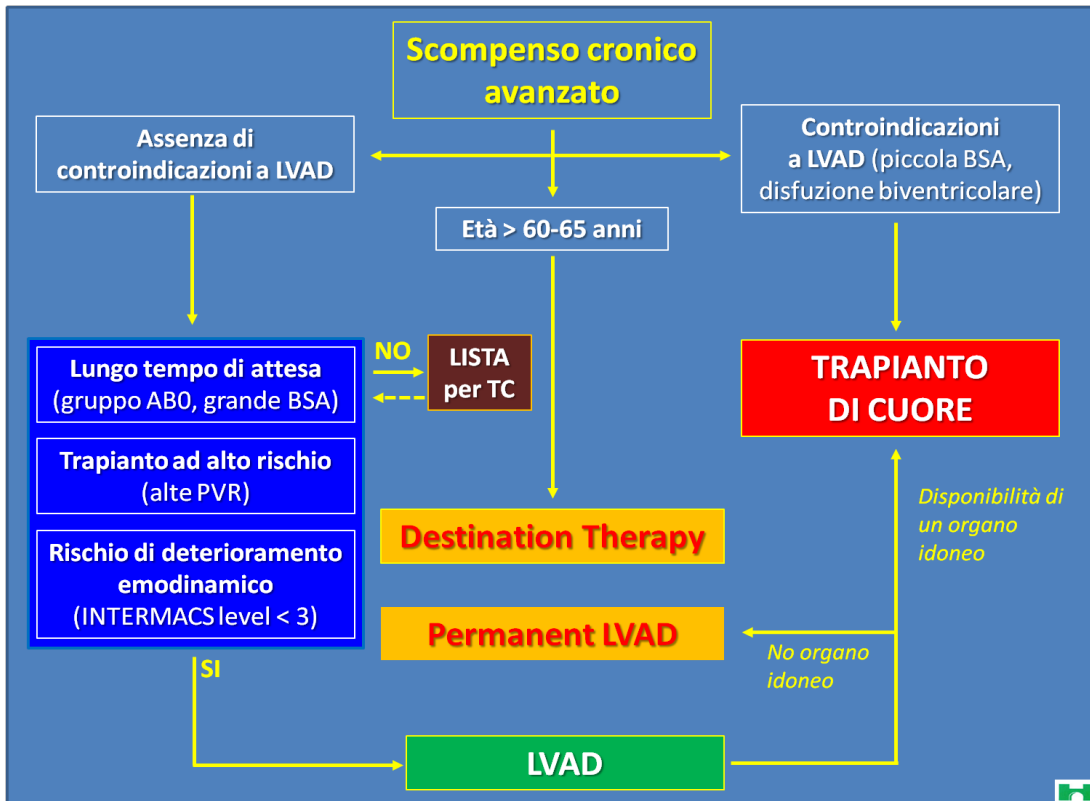 Scompenso cronico
avanzato
Assenza di
controindicazioni a LVAD
Controindicazioni
a LVAD (piccola BSA,
disfuzione biventricolare)
Età > 60-65 anni
Lungo tempo di attesa
(gruppo AB0, grande BSA)
NO
LISTA
per TC
TRAPIANTO
DI CUORE
Trapianto ad alto rischio
(alte PVR)
Disponibilità di
un organo
idoneo
Destination Therapy
Rischio di deterioramento
emodinamico
(INTERMACS level < 3)
Permanent LVAD
No organo
idoneo
SI
LVAD